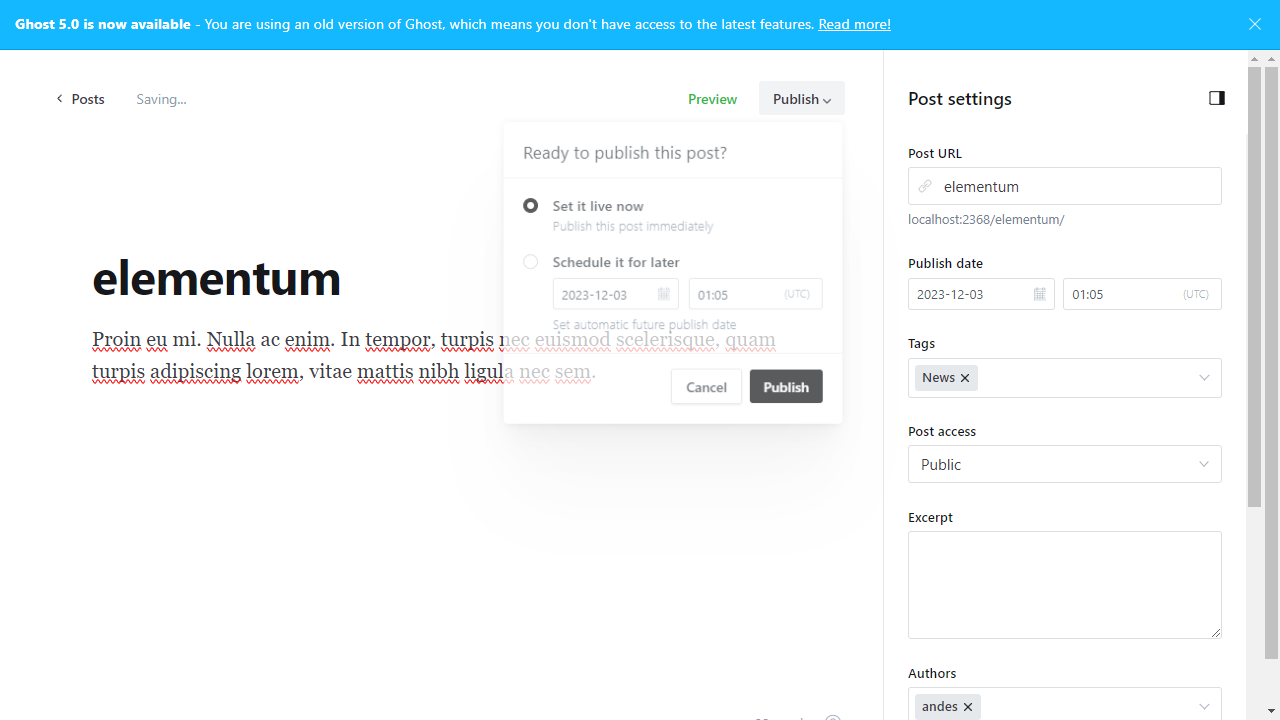 Ghost 5.0 is now available - You are using an old version of Ghost, which means you don't have access to the latest features. Read more!
Posts
Saving...
Preview
Publish
Ready to publish this post?
Set it live now
Publish this post immediately
Schedule it for later
2023-12-03
01:05
(UTC)
Set automatic future publish date
Cancel
Publish
elementum
Proin eu mi. Nulla ac enim. In tempor, turpis nec euismod scelerisque, quam
turpis adipiscing lorem, vitae mattis nibh ligula nec sem.
Post settings
Post URL
elementum
localhost:2368/elementum/
Publish date
2023-12-03
01:05
(UTC)
Tags
News
Post access
Public
Excerpt
Authors
andes